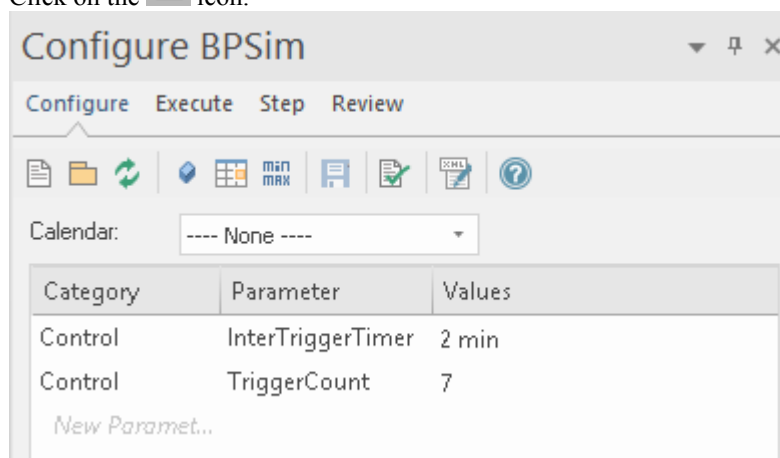 Click on the icon.
Configure BPSim
Configure Execute Step Review
min
max
XML
Calendar: ---- None ----
Category Parameter Values
Control InterTriggerTimer 2 min
Control TriggerCount 7
New Paramet...